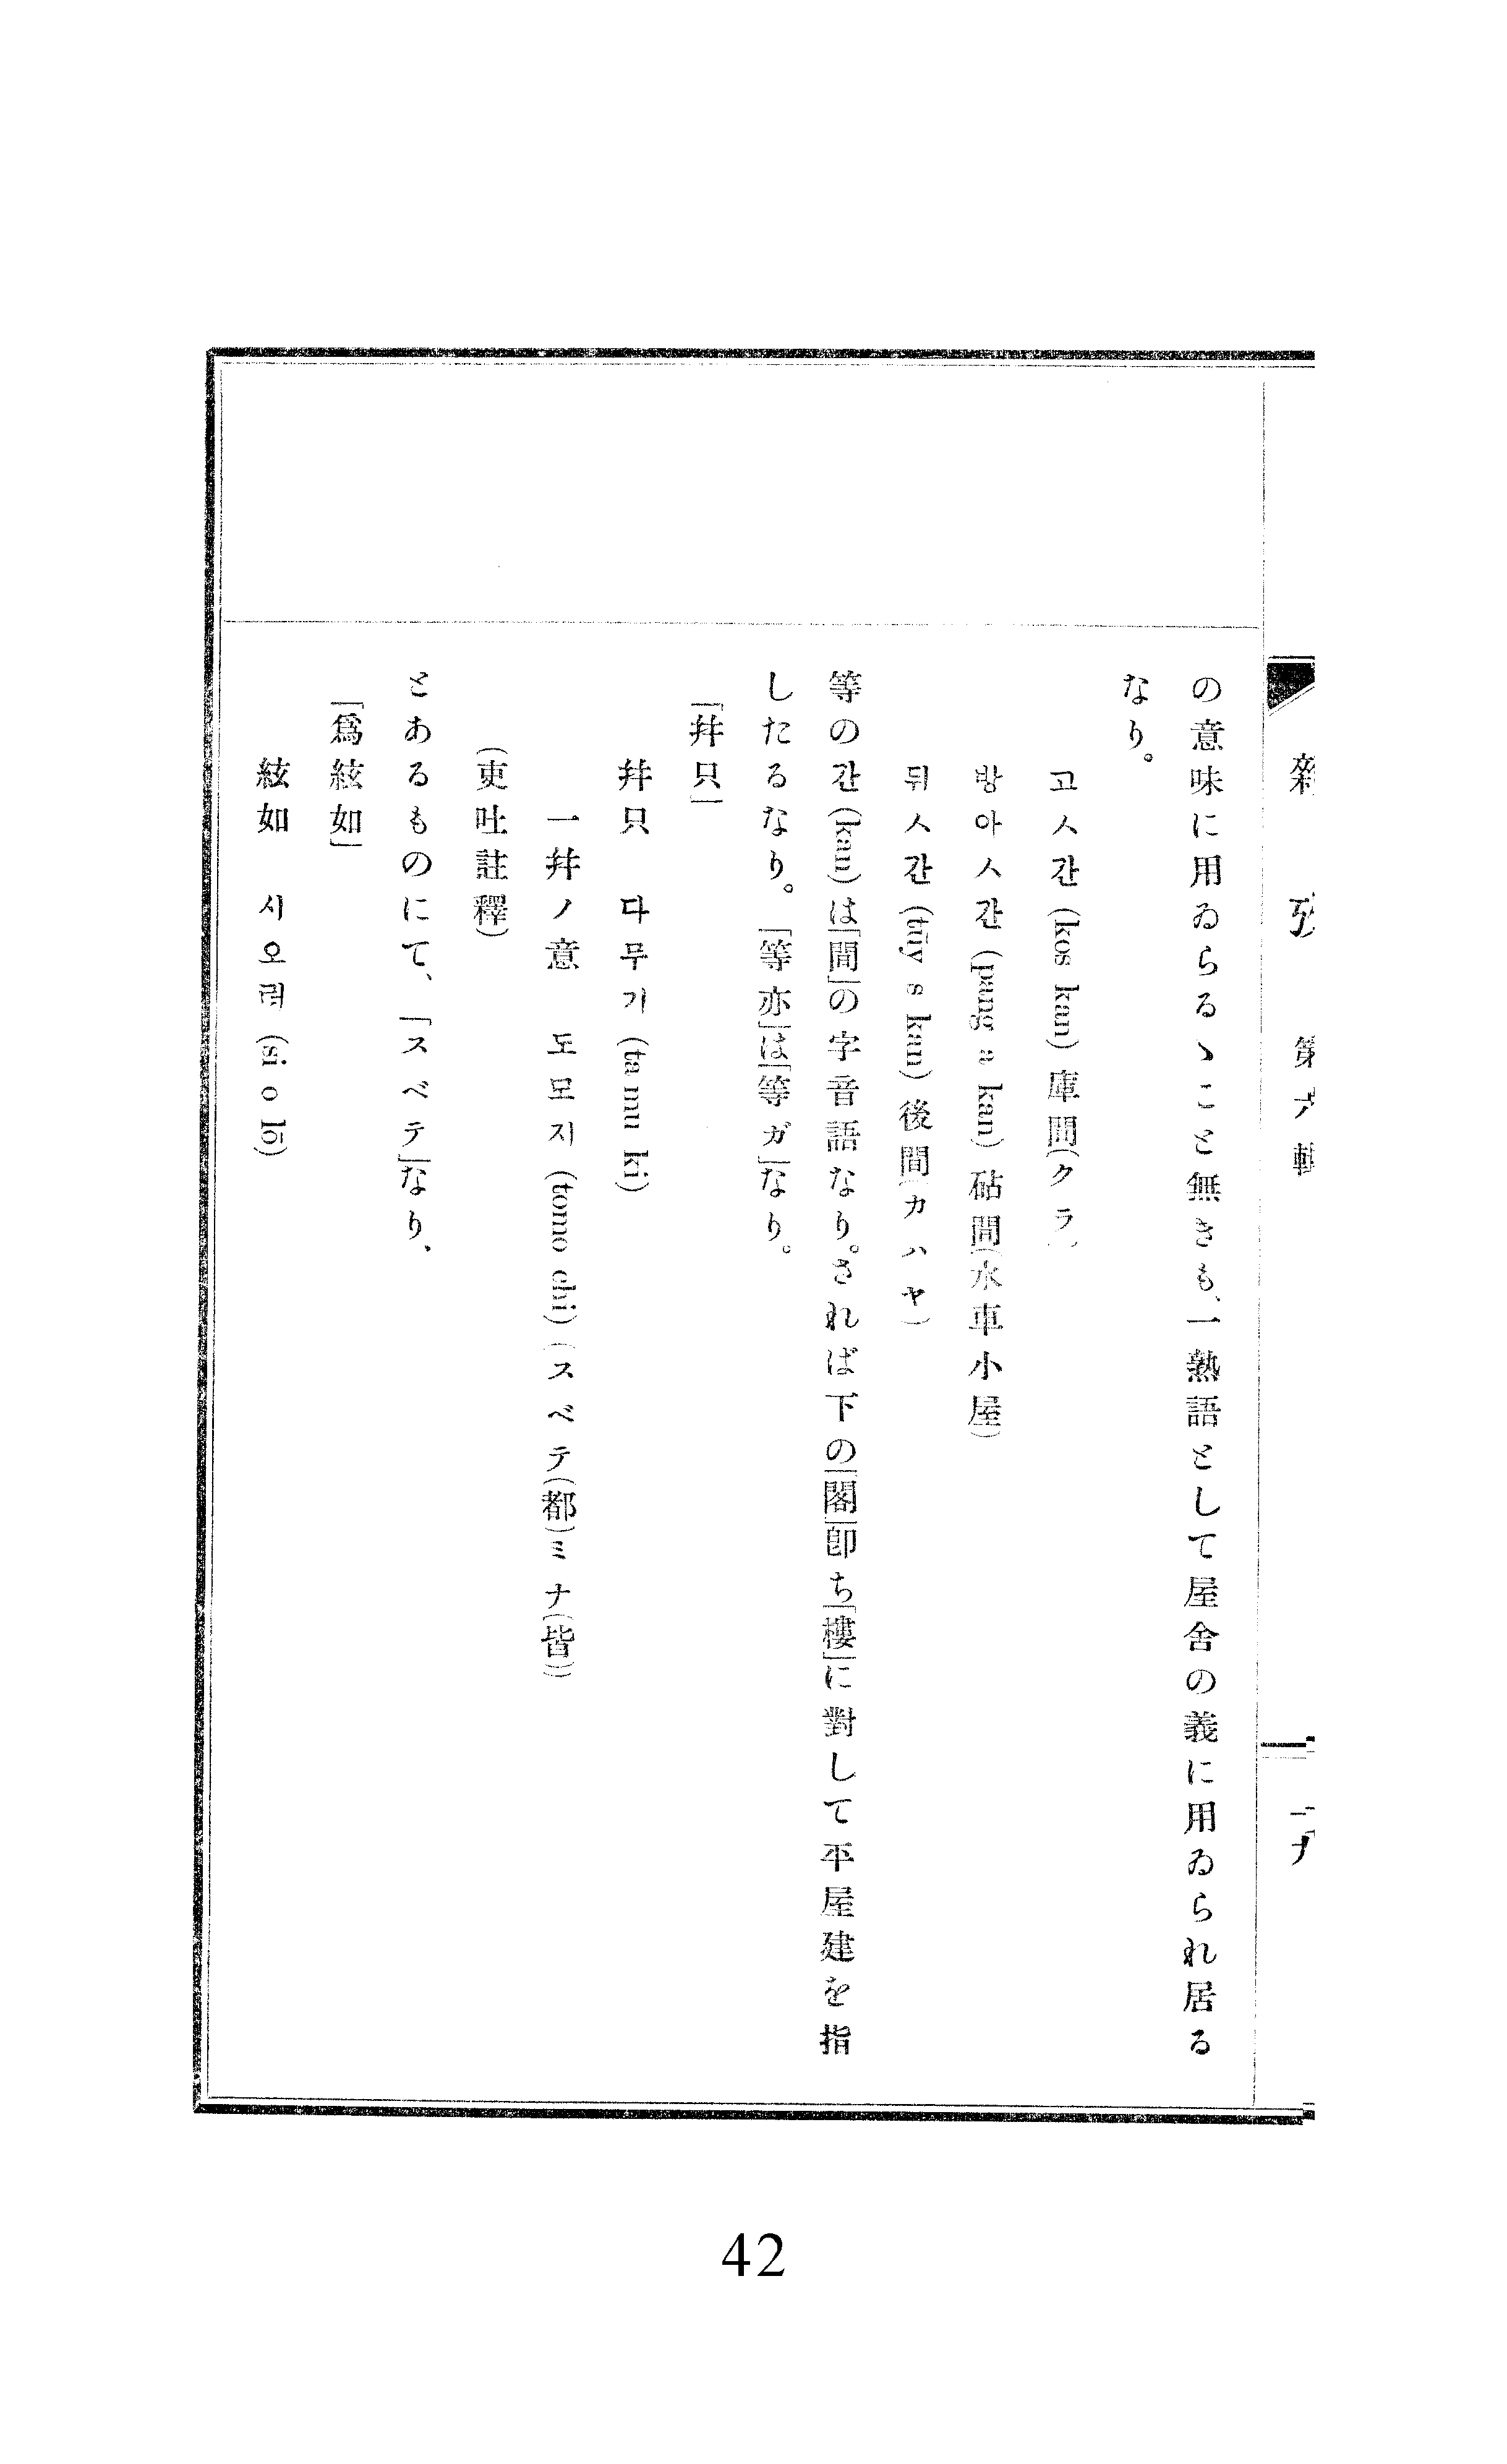 雜 攷 第六輯
の意味に用ゐらるゝこと無きも、一熟語として屋舍の義に用ゐられ居る
なり。
고ㅅ간 (kos kan) 庫間(クラ)
방아ㅅ간 (pang a kan) 砧間(水車小屋)
뒤ㅅ간 (tūy s kan) 後間(カハヤ)
等の간(kan)は「間」の字音語なり。されば下の「閣」卽ち「樓」に對して平屋建を指
したるなり。「等亦」は「等ガ」なり。
「幷只」
幷只 다무기 (ta mu ki)
一幷ノ意 도모지 (tomo chi) (スベテ(都)ミナ(皆))
(吏吐註釋)
とあるものにて、「スベテ」なり、
「爲絃如」
絃如 시오려 (si o lö)
42